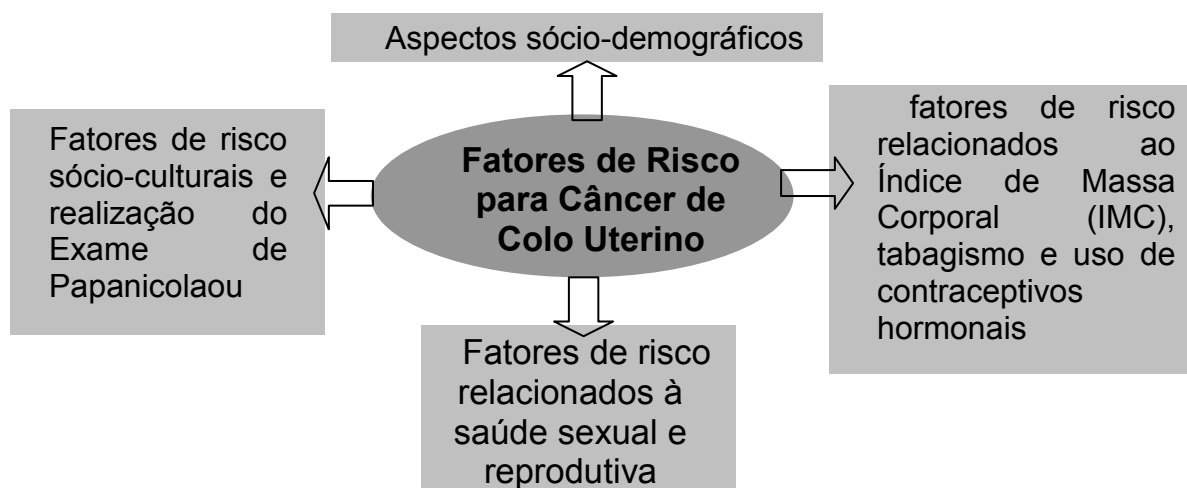 Aspectos sócio-demográficos
Fatores de risco
sócio-culturais e
realização do
Exame de
Papanicolaou
Fatores de Risco
para Câncer de
Colo Uterino
fatores de risco
relacionados ao
Índice de Massa
Corporal (IMC),
tabagismo e uso de
contraceptivos
hormonais
Fatores de risco
relacionados à
saúde sexual e
reprodutiva